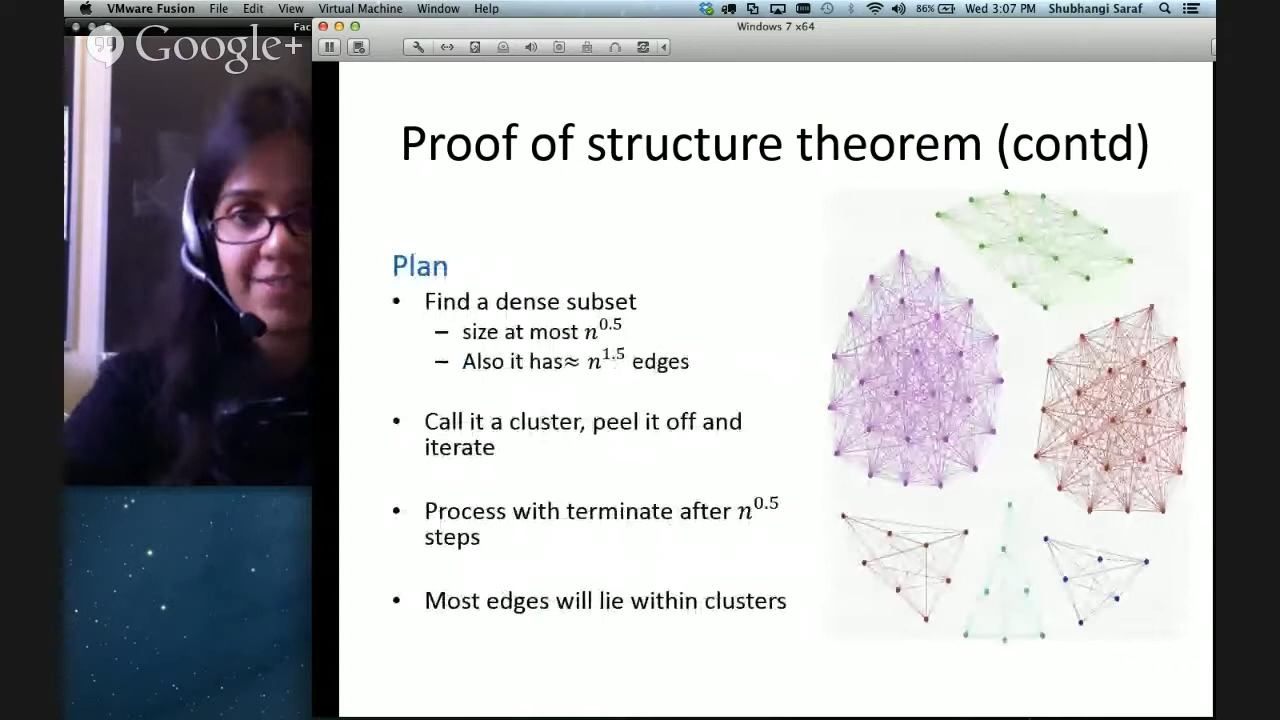 VMware Fusion File Edit View Virtual Machine Window Help 86% Wed 3:07 PM Shubhangi Saraf
Fac
Windows 7 x64
Google+
Proof of structure theorem (contd)
Plan
• Find a dense subset
– size at most n^0.5
– Also it has≈ n^1.5 edges
• Call it a cluster, peel it off and
iterate
• Process with terminate after n^0.5
steps
• Most edges will lie within clusters